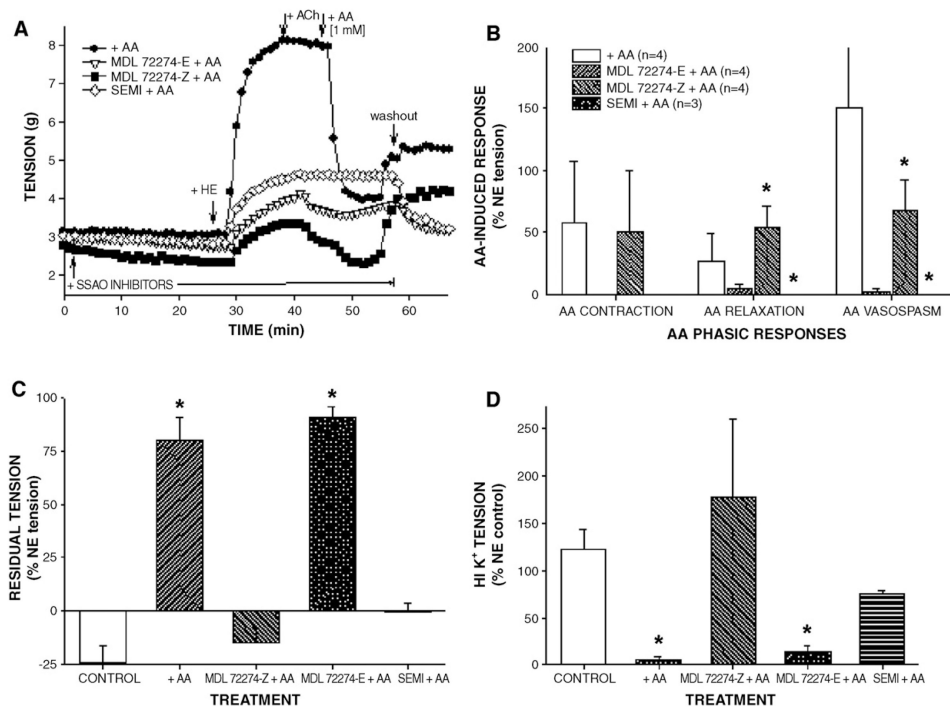 A
+ AA
MDL 72274-E + AA
MDL 72274-Z + AA
SEMI + AA
+ ACh
+ AA
[1 mM]
washout
+ HE
+ SSAO INHIBITORS
TENSION (g)
8
7
6
5
4
3
2
0
10
20
30
40
50
60
TIME (min)
B
+ AA (n=4)
MDL 72274-E + AA (n=4)
MDL 72274-Z + AA (n=4)
SEMI + AA (n=3)
AA-INDUCED RESPONSE
(% NE tension)
200
150
100
50
0
*
*
*
*
AA CONTRACTION
AA RELAXATION
AA VASOSPASM
AA PHASIC RESPONSES
C
RESIDUAL TENSION
(% NE tension)
100
75
50
25
0
-25
*
*
CONTROL
+ AA
MDL 72274-Z + AA
MDL 72274-E + AA
SEMI + AA
TREATMENT
D
HI K+ TENSION
(% NE control)
250
200
150
100
50
0
*
*
CONTROL
+ AA
MDL 72274-Z + AA
MDL 72274-E + AA
SEMI + AA
TREATMENT